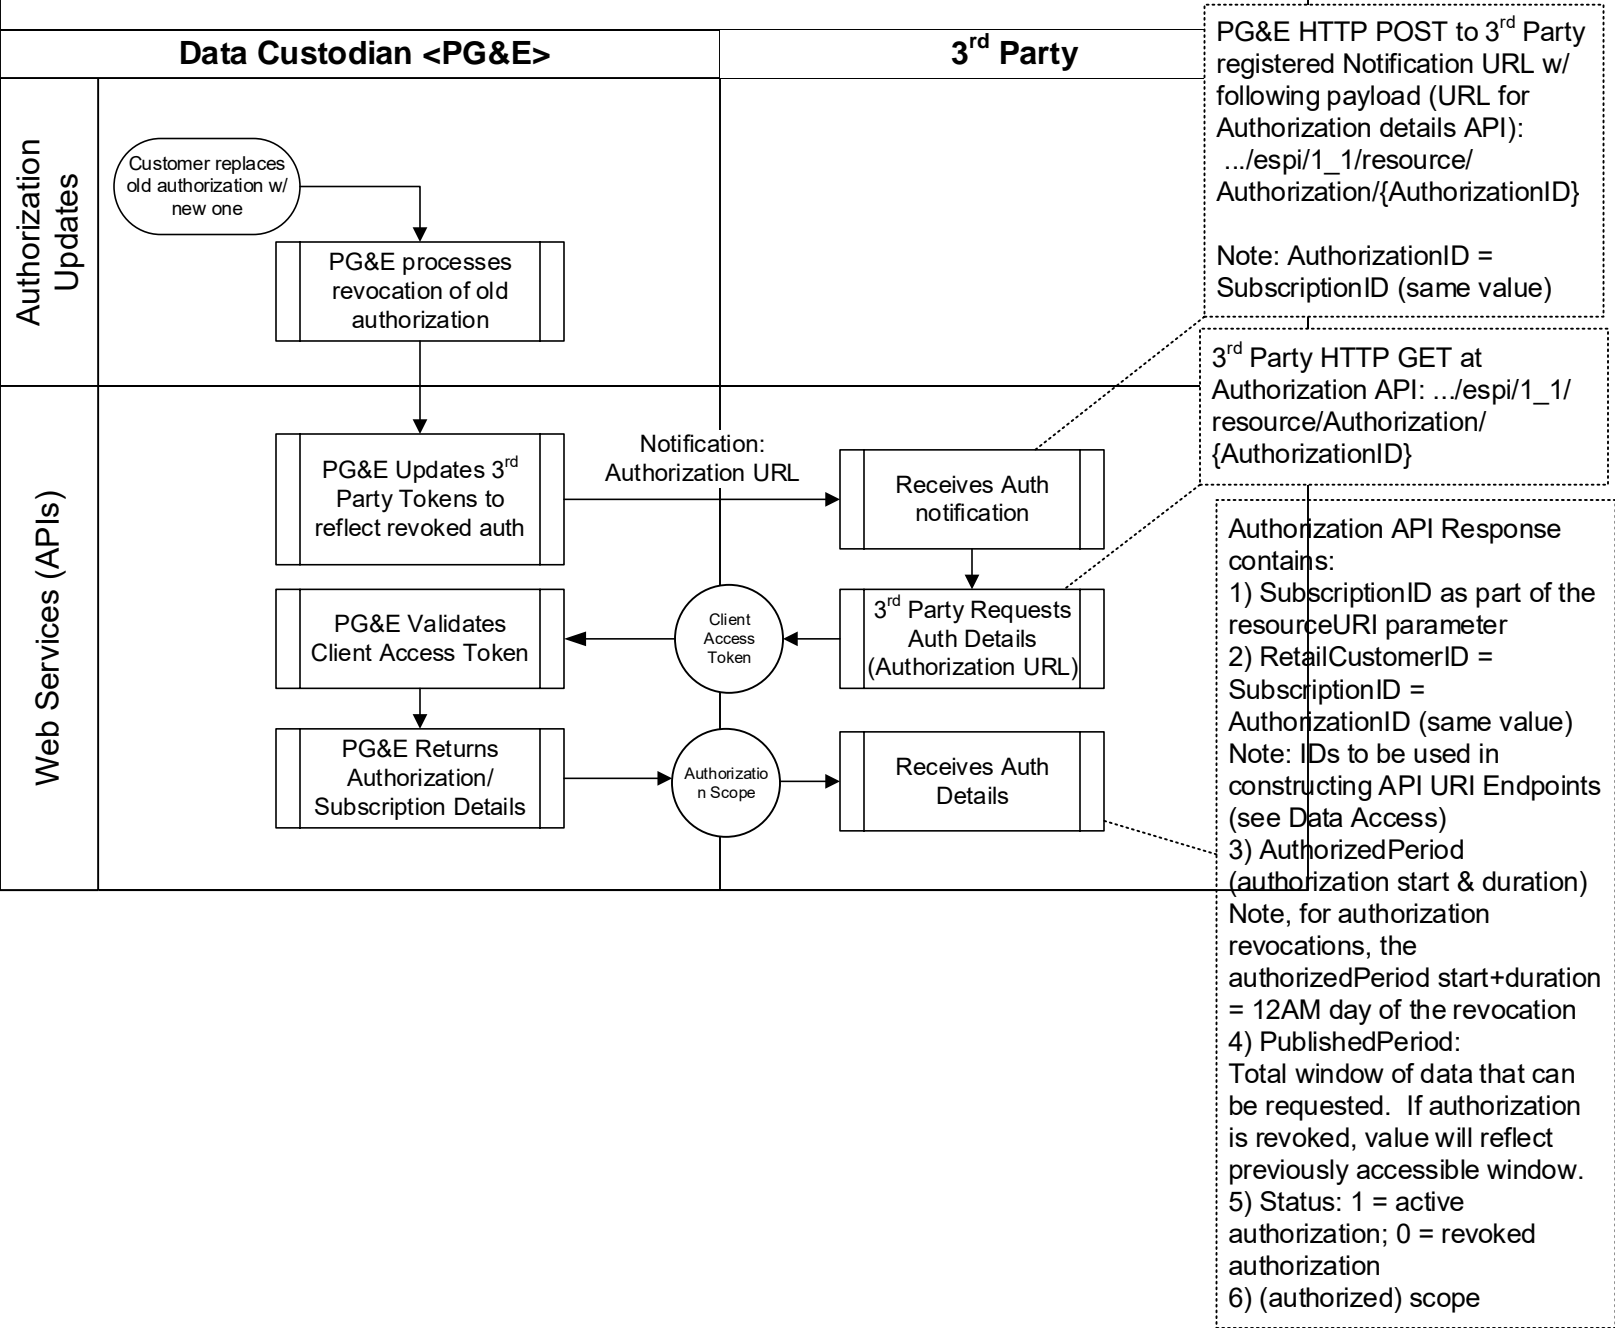 Data Custodian <PG&E>
3rd Party
Authorization
Updates
Customer replaces
old authorization w/
new one
PG&E processes
revocation of old
authorization
Web Services (APIs)
PG&E Updates 3rd
Party Tokens to
reflect revoked auth
Notification:
Authorization URL
Receives Auth
notification
3rd Party Requests
Auth Details
(Authorization URL)
Client
Access
Token
PG&E Validates
Client Access Token
PG&E Returns
Authorization/
Subscription Details
Authorizatio
n Scope
Receives Auth
Details
PG&E HTTP POST to 3rd Party
registered Notification URL w/
following payload (URL for
Authorization details API):
.../espi/1_1/resource/
Authorization/{AuthorizationID}
Note: AuthorizationID =
SubscriptionID (same value)
3rd Party HTTP GET at
Authorization API: .../espi/1_1/
resource/Authorization/
{AuthorizationID}
Authorization API Response
contains:
1) SubscriptionID as part of the
resourceURI parameter
2) RetailCustomerID =
SubscriptionID =
AuthorizationID (same value)
Note: IDs to be used in
constructing API URI Endpoints
(see Data Access)
3) AuthorizedPeriod
(authorization start & duration)
Note, for authorization
revocations, the
authorizedPeriod start+duration
= 12AM day of the revocation
4) PublishedPeriod:
Total window of data that can
be requested.  If authorization
is revoked, value will reflect
previously accessible window.
5) Status: 1 = active
authorization; 0 = revoked
authorization
6) (authorized) scope